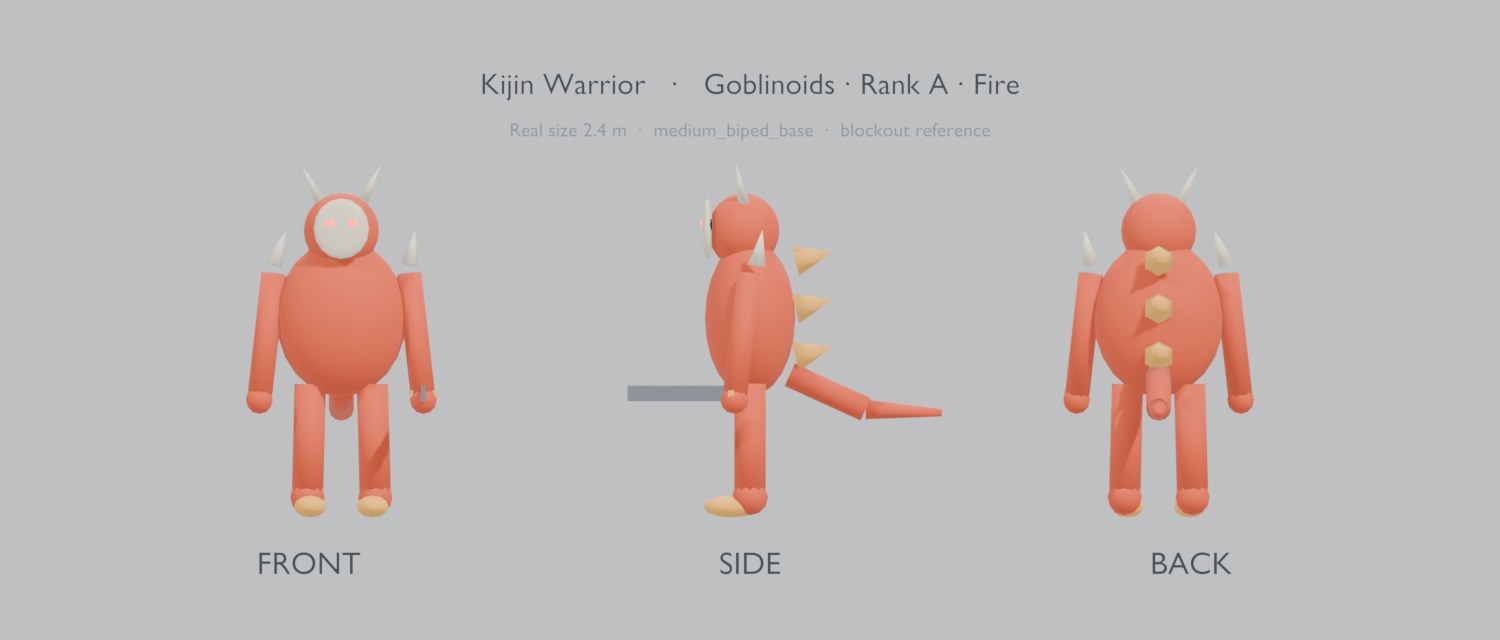 Kijin Warrior · Goblinoids · Rank A · Fire
Real size 2.4 m · medium_biped_base · blockout reference
FRONT SIDE BACK